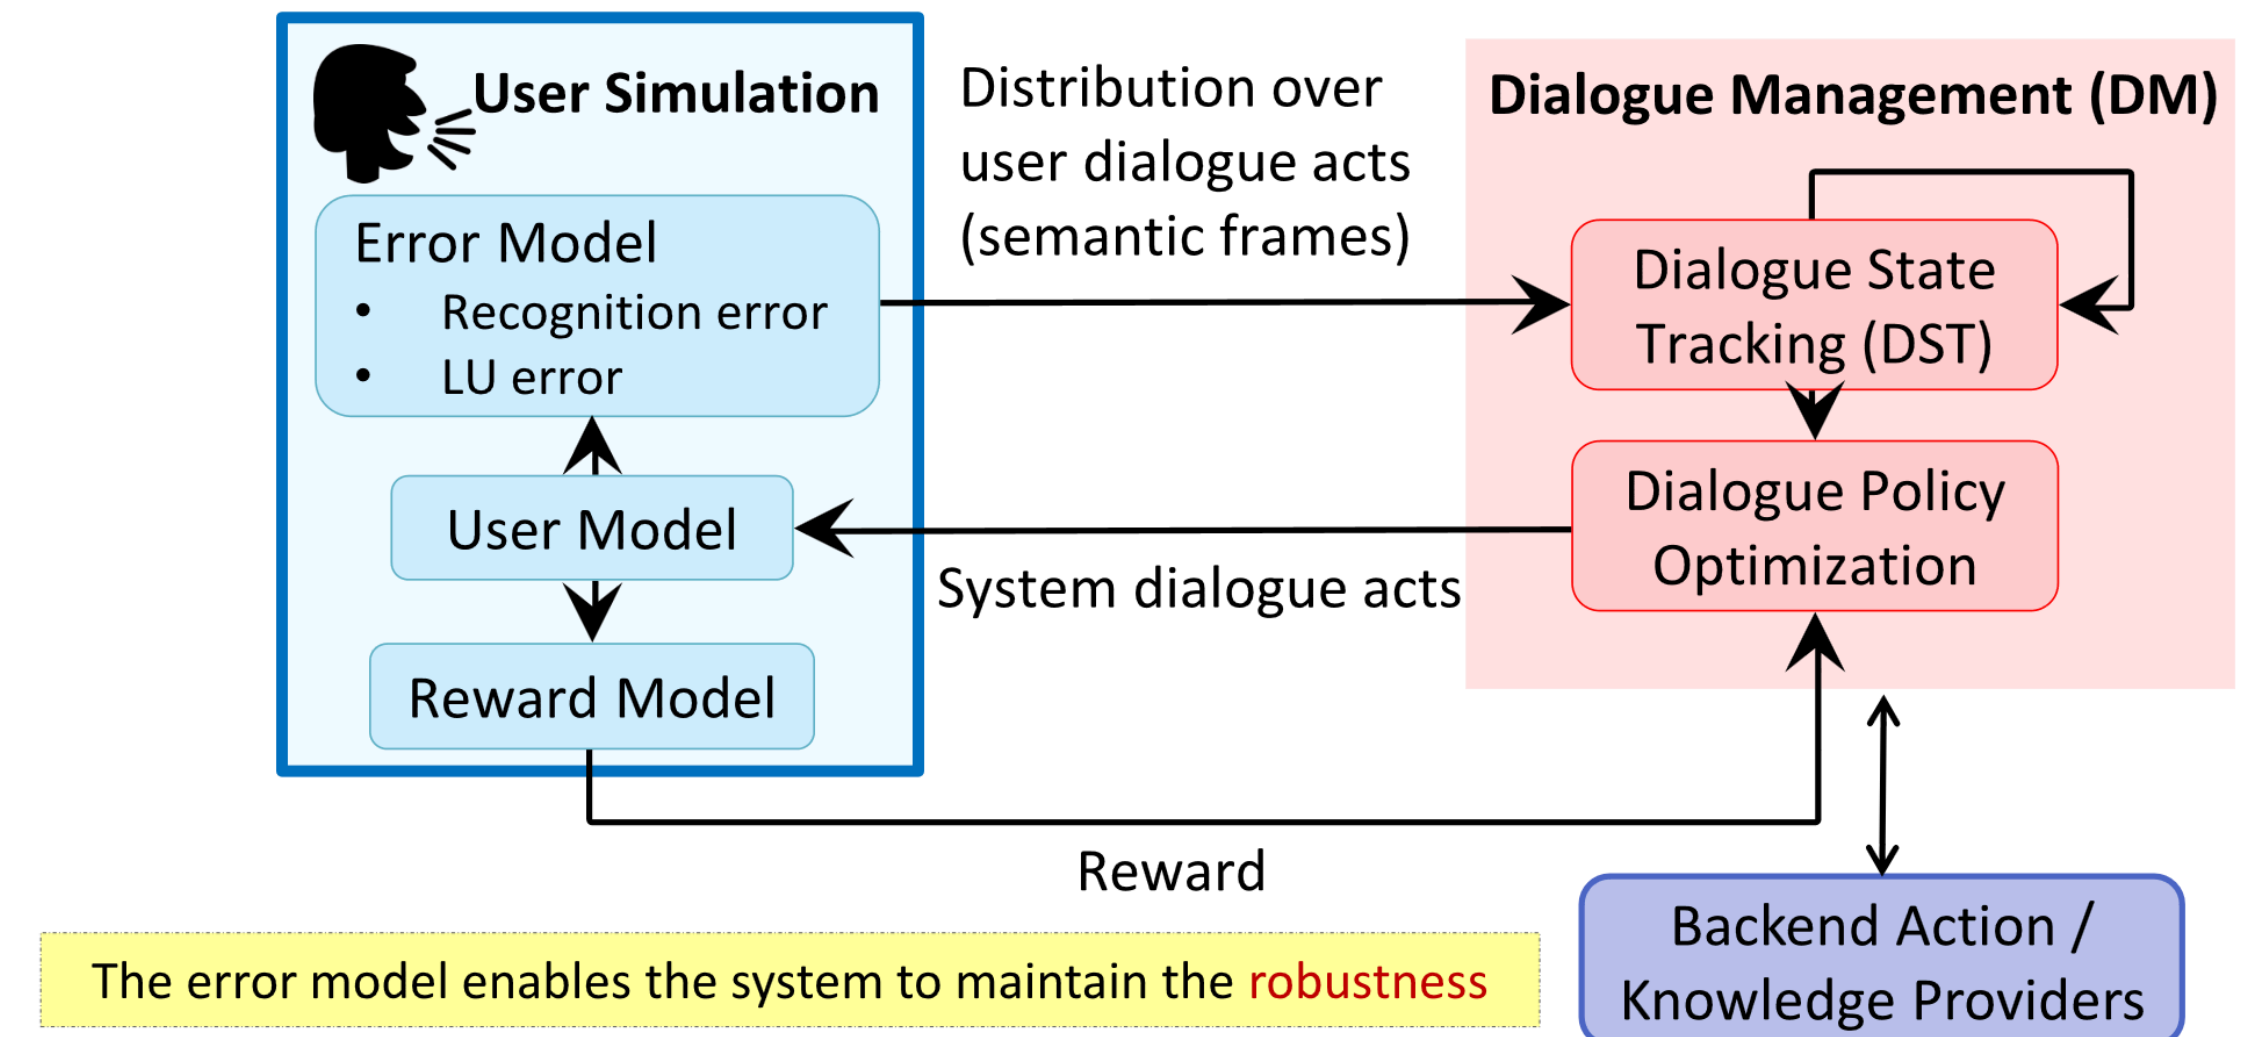 User Simulation
Error Model
• Recognition error
• LU error
User Model
Reward Model
Distribution over
user dialogue acts
(semantic frames)
System dialogue acts
Reward
Dialogue Management (DM)
Dialogue State
Tracking (DST)
Dialogue Policy
Optimization
Backend Action /
Knowledge Providers
The error model enables the system to maintain the robustness